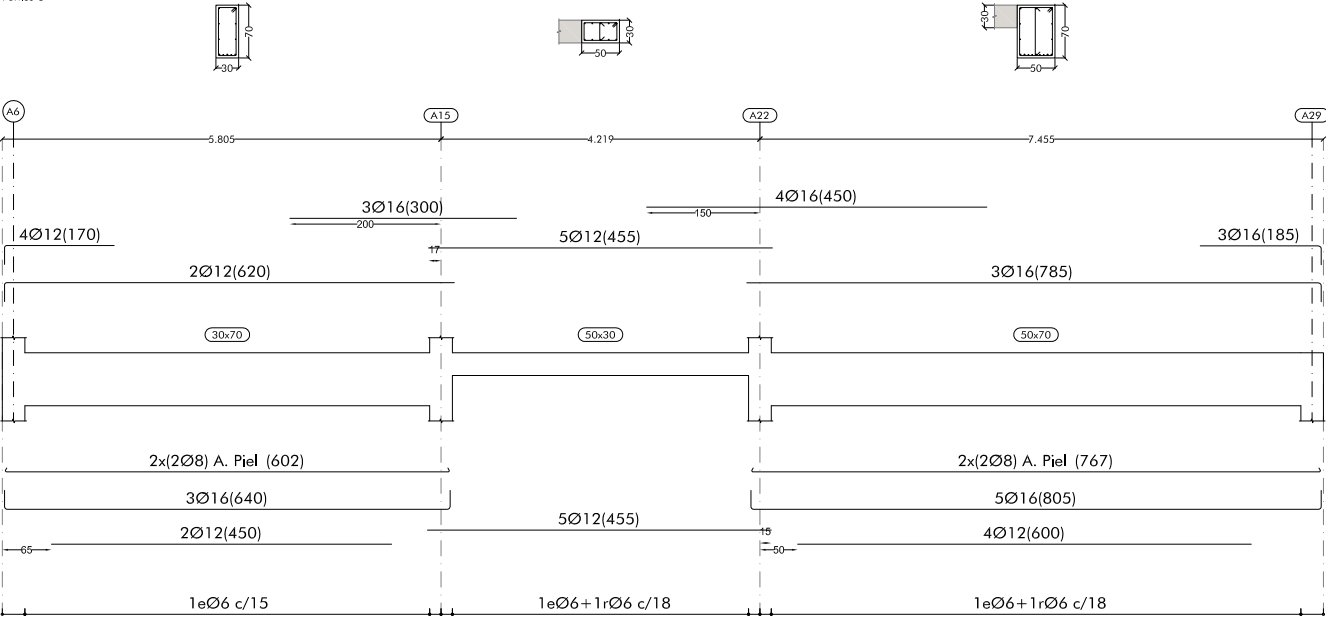 70
30
30
50
30
70
50
A6
A15
A22
A29
5.805
4.219
7.455
4Ø16(450)
3Ø16(300)
150
200
4Ø12(170)
5Ø12(455)
3Ø16(185)
17
2Ø12(620)
3Ø16(785)
30x70
50x30
50x70
2x(2Ø8) A. Piel (602)
2x(2Ø8) A. Piel (767)
3Ø16(640)
5Ø16(805)
5Ø12(455)
2Ø12(450)
15
4Ø12(600)
65
50
1eØ6 c/15
1eØ6+1rØ6 c/18
1eØ6+1rØ6 c/18